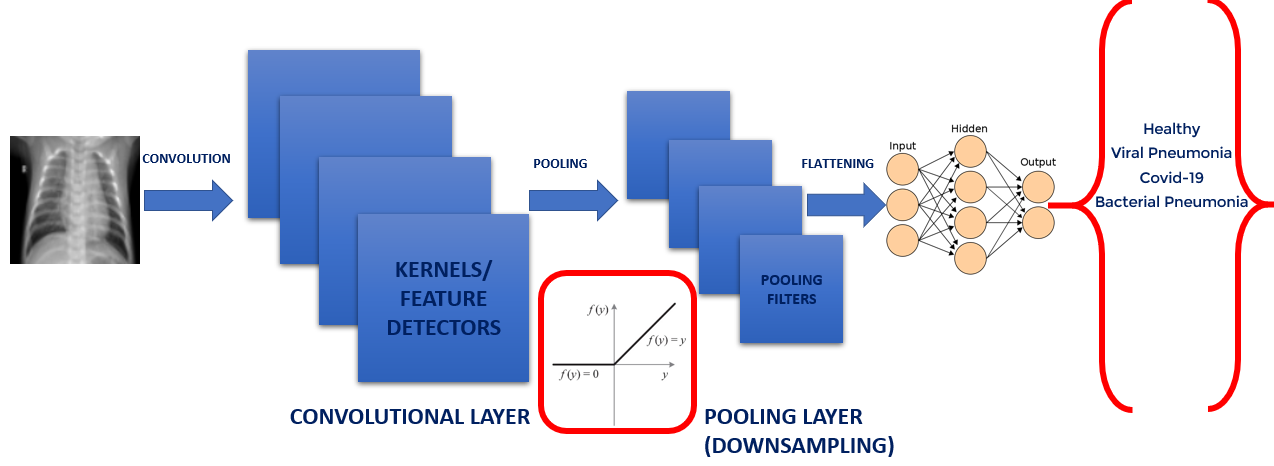 CONVOLUTION
KERNELS/
FEATURE
DETECTORS
CONVOLUTIONAL LAYER
f(y)
f(y) = y
f(y) = 0
y
POOLING
POOLING
FILTERS
POOLING LAYER
(DOWNSAMPLING)
FLATTENING
Input
Hidden
Output
Healthy
Viral Pneumonia
Covid-19
Bacterial Pneumonia